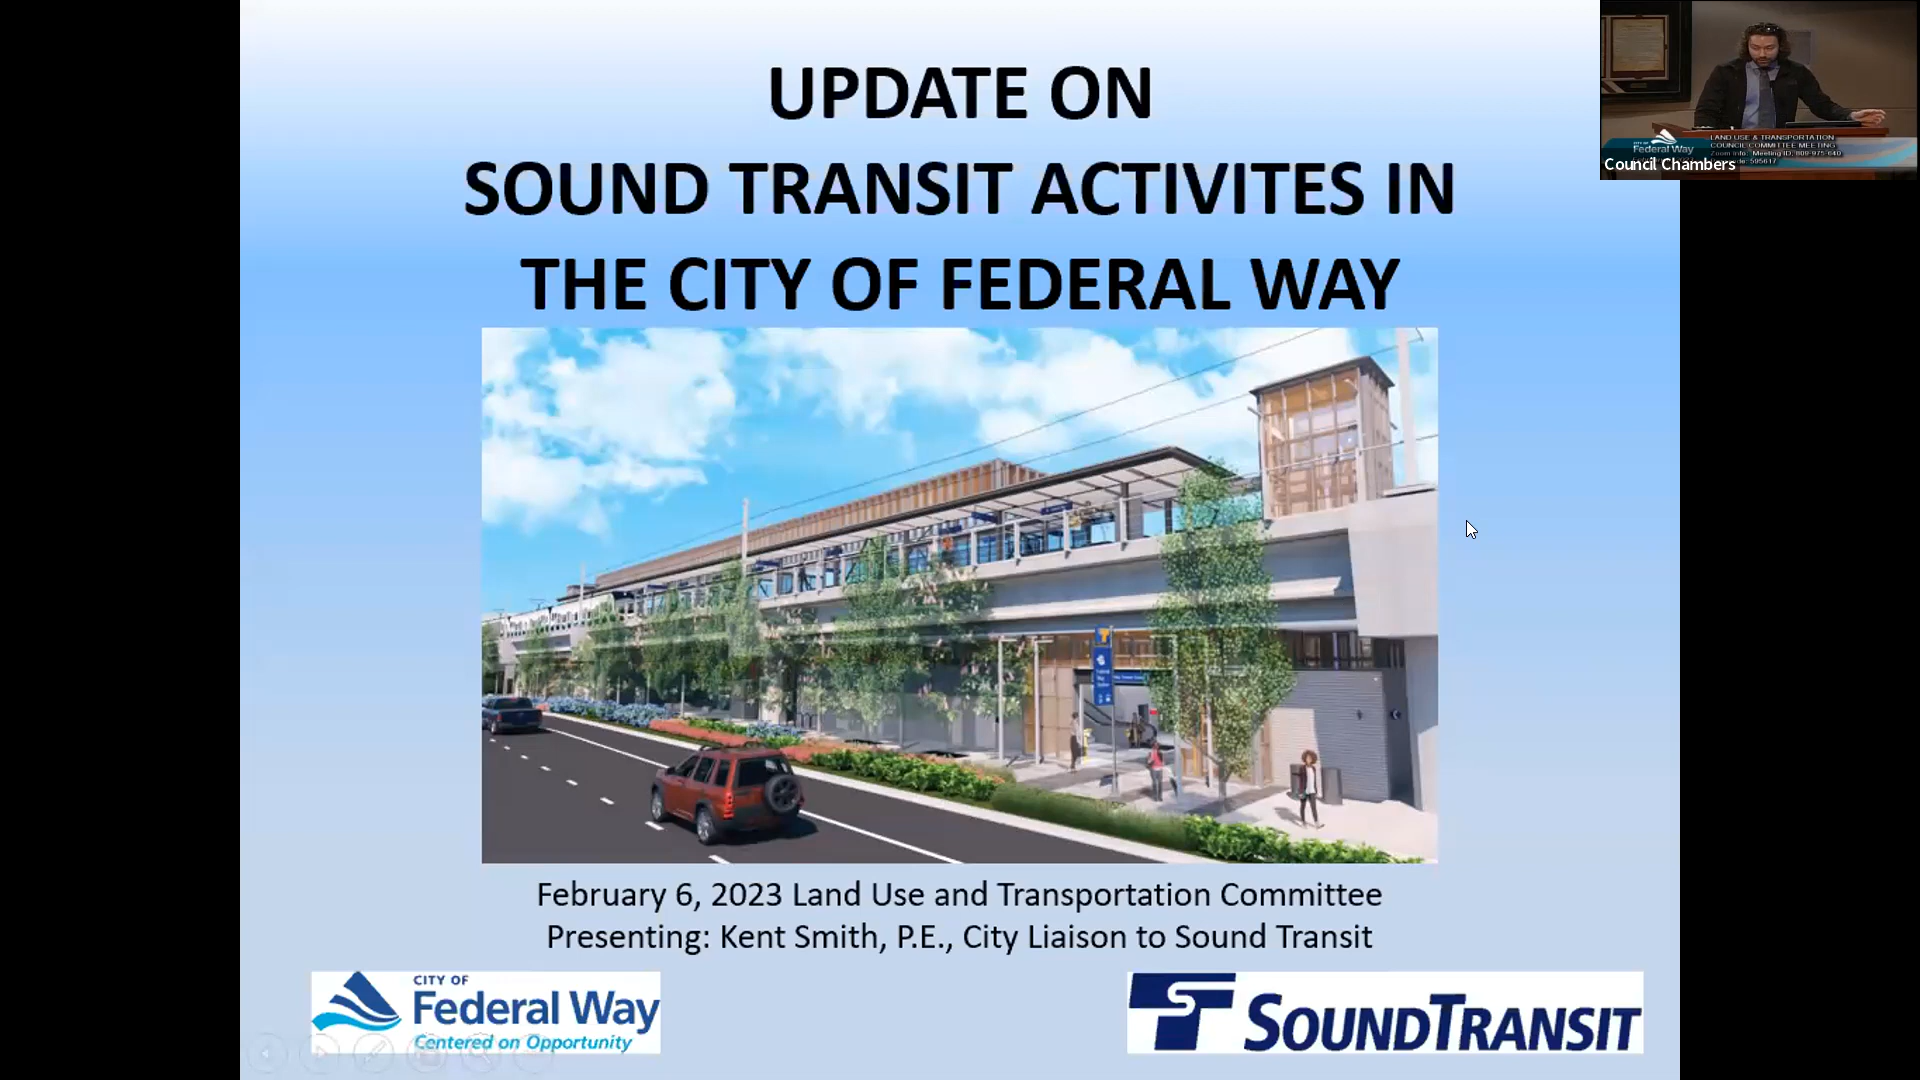 UPDATE ON
SOUND TRANSIT ACTIVITES IN
THE CITY OF FEDERAL WAY
February 6, 2023 Land Use and Transportation Committee
Presenting: Kent Smith, P.E., City Liaison to Sound Transit
CITY OF
Federal Way
Centered on Opportunity
SOUNDTRANSIT
Federal Way
LAND USE & TRANSPORTATION
COUNCIL COMMITTEE MEETING
Council Chambers